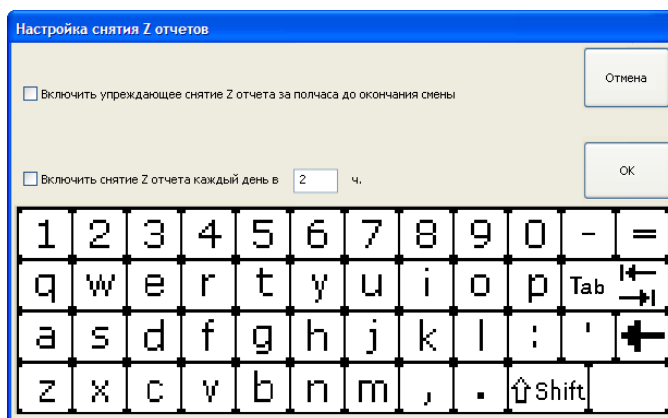 Настройка снятия Z отчетов
Отмена
Включить упреждающее снятие Z отчета за полчаса до окончания смены
Включить снятие Z отчета каждый день в 2 ч.
OK
1 2 3 4 5 6 7 8 9 0 - =
q w e r t y u i o p Tab
a s d f g h j k l : '
z x c v b n m , . Shift